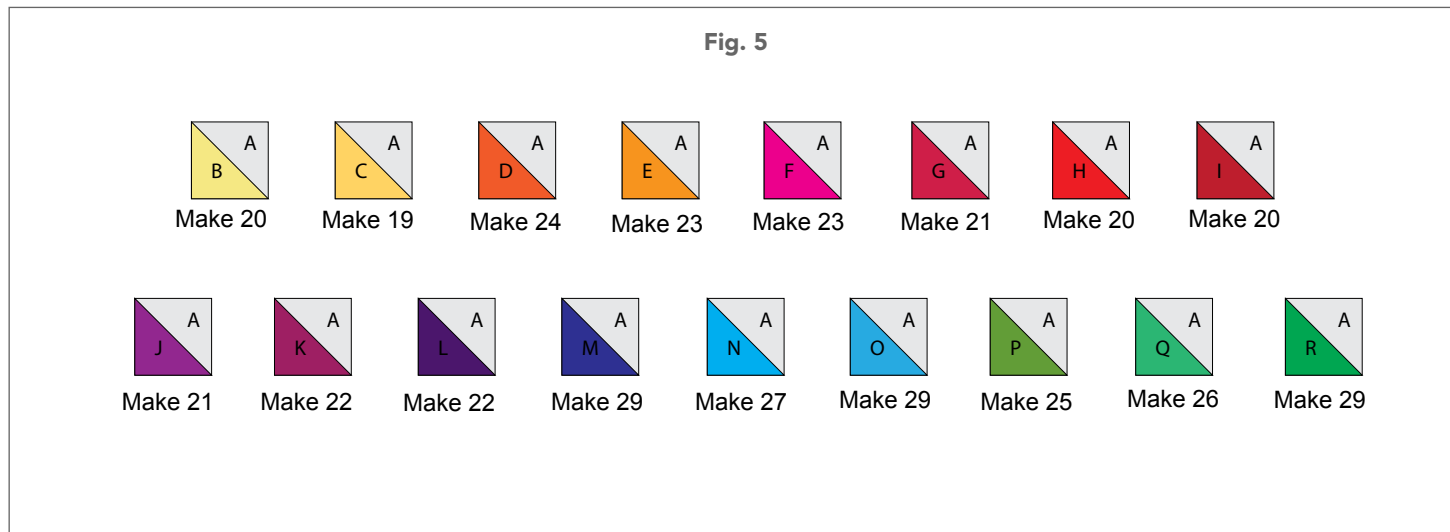 Fig. 5
A A A A A A A A
B C D E F G H I
Make 20 Make 19 Make 24 Make 23 Make 23 Make 21 Make 20 Make 20
A A A A A A A A A
J K L M N O P Q R
Make 21 Make 22 Make 22 Make 29 Make 27 Make 29 Make 25 Make 26 Make 29